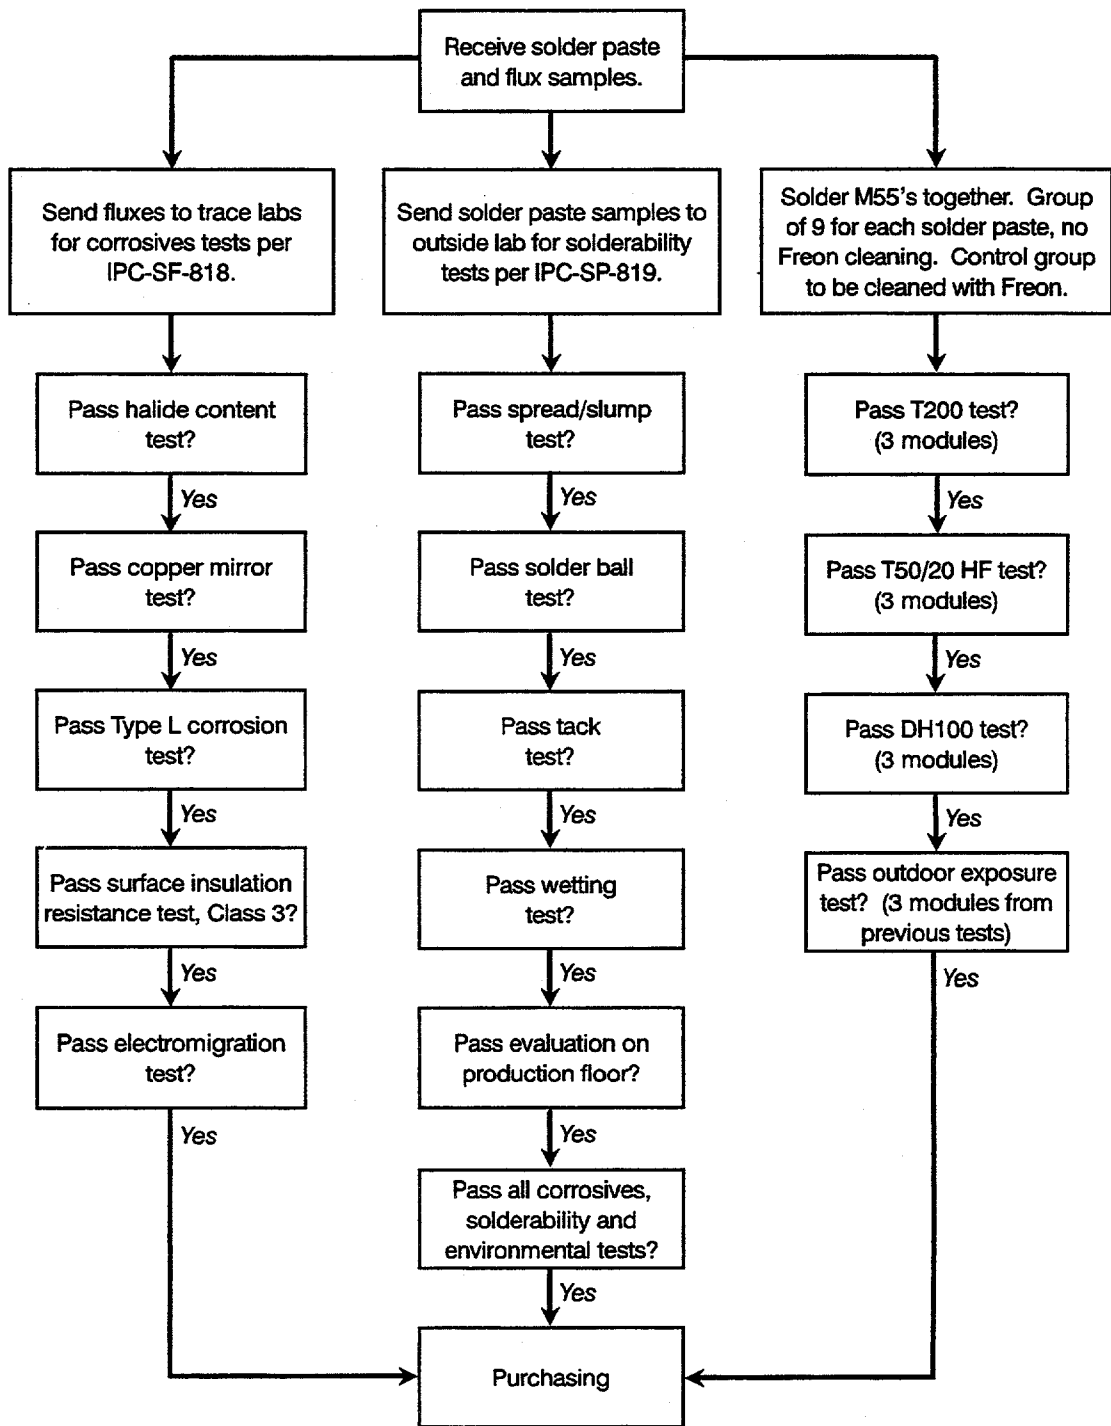 Receive solder paste
and flux samples.
Send fluxes to trace labs
for corrosives tests per
IPC-SF-818.
Pass halide content
test?
Yes
Pass copper mirror
test?
Yes
Pass Type L corrosion
test?
Yes
Pass surface insulation
resistance test, Class 3?
Yes
Pass electromigration
test?
Yes
Send solder paste samples to
outside lab for solderability
tests per IPC-SP-819.
Pass spread/slump
test?
Yes
Pass solder ball
test?
Yes
Pass tack
test?
Yes
Pass wetting
test?
Yes
Pass evaluation on
production floor?
Yes
Pass all corrosives,
solderability and
environmental tests?
Yes
Solder M55's together. Group
of 9 for each solder paste, no
Freon cleaning. Control group
to be cleaned with Freon.
Pass T200 test?
(3 modules)
Yes
Pass T50/20 HF test?
(3 modules)
Yes
Pass DH100 test?
(3 modules)
Yes
Pass outdoor exposure
test? (3 modules from
previous tests)
Yes
Purchasing